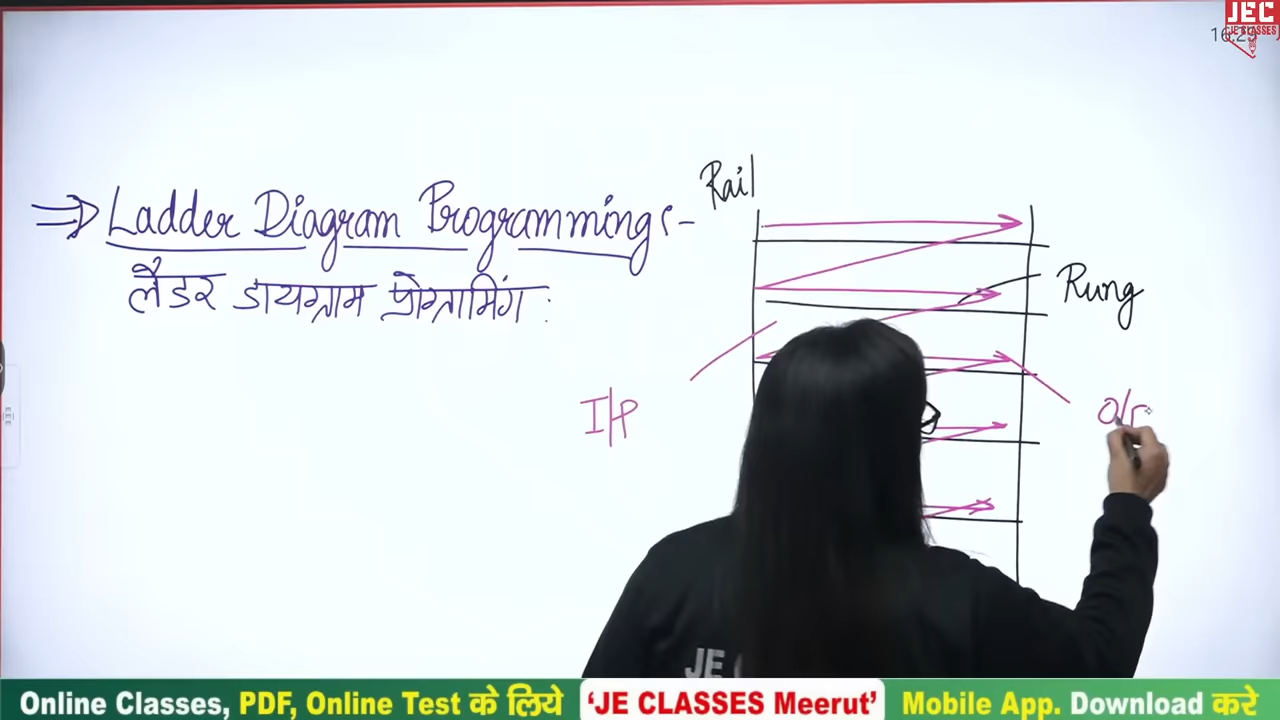 JEC
JE CLASSES
Rail
Ladder Diagram Programming :-
लैडर डायग्राम प्रोग्रामिंग :
Rung
I/P
JE
Online Classes, PDF, Online Test के लिये 'JE CLASSES Meerut' Mobile App. Download करे